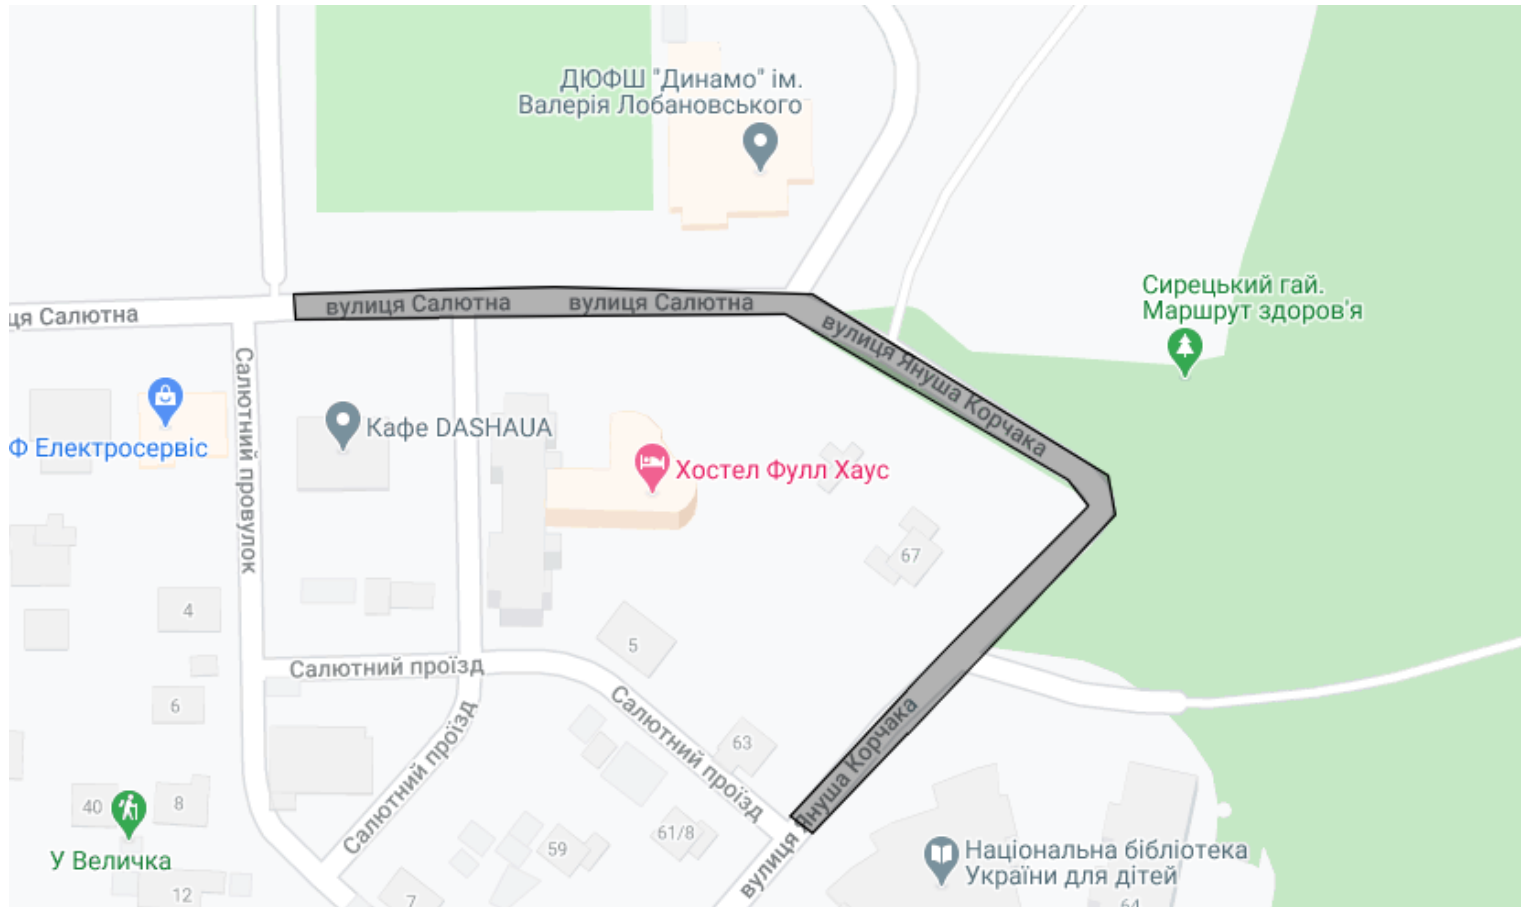 ДЮФШ "Динамо" ім.
Валерія Лобановського
Сирецький гай.
Маршрут здоров'я
ця Салютна
вулиця Салютна
вулиця Салютна
вулиця Януша Корчака
Салютний провулок
Кафе DASHAUA
Ф Електросервіс
Хостел Фулл Хаус
67
4
5
Салютний проїзд
Салютний проїзд
6
Салютний проїзд
вулиця Януша Корчака
63
40
8
61/8
59
У Величка
Національна бібліотека
України для дітей
12
7
64